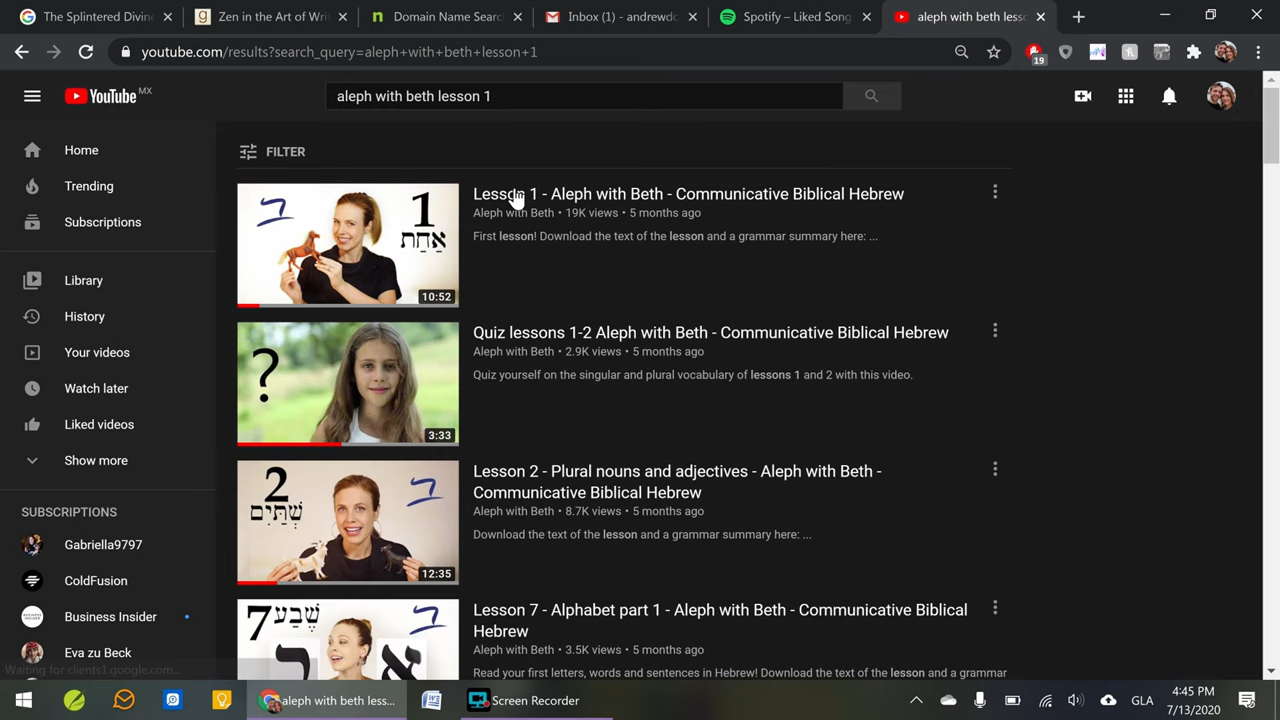 The Splintered Divine
Zen in the Art of Wri
Domain Name Searc
Inbox (1) - andrewdc
Spotify – Liked Song
aleph with beth lesso
youtube.com/results?search_query=aleph+with+beth+lesson+1
19
YouTube MX
aleph with beth lesson 1
Home
Trending
Subscriptions
Library
History
Your videos
Watch later
Liked videos
Show more
SUBSCRIPTIONS
Gabriella9797
ColdFusion
Business Insider
Eva zu Beck
Waiting for clients1.google.com...
FILTER
1
אַחַת
10:52
Lesson 1 - Aleph with Beth - Communicative Biblical Hebrew
Aleph with Beth • 19K views • 5 months ago
First lesson! Download the text of the lesson and a grammar summary here: ...
?
3:33
Quiz lessons 1-2 Aleph with Beth - Communicative Biblical Hebrew
Aleph with Beth • 2.9K views • 5 months ago
Quiz yourself on the singular and plural vocabulary of lessons 1 and 2 with this video.
2
שְׁתַּיִם
12:35
Lesson 2 - Plural nouns and adjectives - Aleph with Beth -
Communicative Biblical Hebrew
Aleph with Beth • 8.7K views • 5 months ago
Download the text of the lesson and a grammar summary here: ...
7 שֶׁבַע
א
Lesson 7 - Alphabet part 1 - Aleph with Beth - Communicative Biblical
Hebrew
Aleph with Beth • 3.5K views • 5 months ago
Read your first letters, words and sentences in Hebrew! Download the text of the lesson and a grammar
aleph with beth less...
Screen Recorder
GLA
4:45 PM
7/13/2020